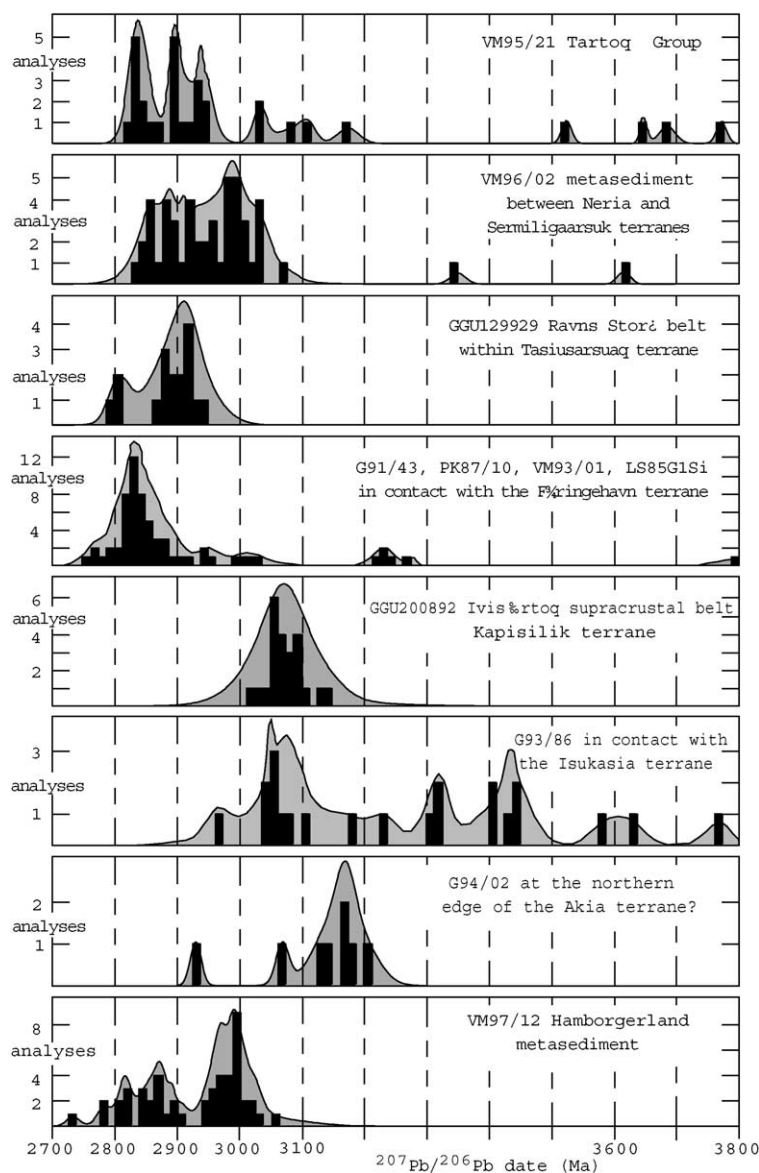 5
analyses
3
2
1
VM95/21 Tartoq Group
5
4
analyses
2
1
VM96/02 metasediment
between Neria and
Sermiligaarsuk terranes
4
3
analyses
1
GGU129929 Ravns Stor¿ belt
within Tasiusarsuaq terrane
12
analyses
8
4
G91/43, PK87/10, VM93/01, LS85G1Si
in contact with the F¾ringehavn terrane
6
analyses
4
2
GGU200892 Ivis‰rtoq supracrustal belt
Kapisilik terrane
3
analyses
1
G93/86 in contact with
the Isukasia terrane
2
analyses
1
G94/02 at the northern
edge of the Akia terrane?
8
analyses
4
2
VM97/12 Hamborgerland
metasediment
2700 2800 2900 3000 3100 3600 3800
207Pb/206Pb date (Ma)